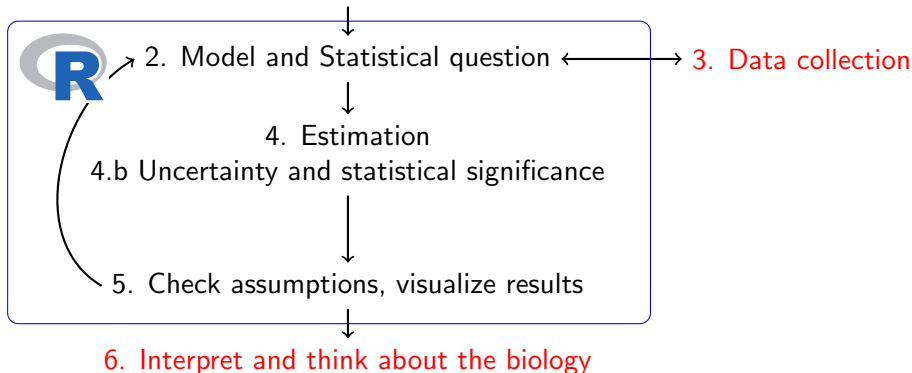 R
2. Model and Statistical question
3. Data collection
4. Estimation
4.b Uncertainty and statistical significance
5. Check assumptions, visualize results
6. Interpret and think about the biology